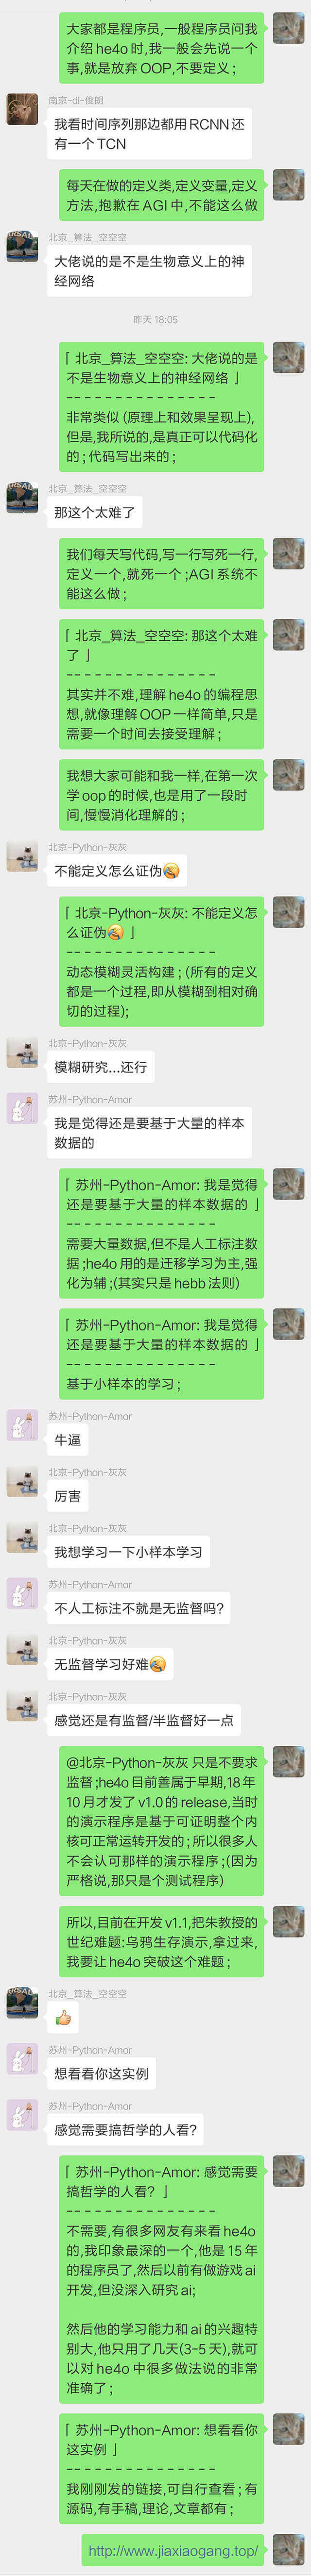 大家都是程序员,一般程序员问我
介绍he4o时,我一般会先说一个
事,就是放弃OOP,不要定义;
南京-dl-俊朗
我看时间序列那边都用RCNN还
有一个TCN
每天在做的定义类,定义变量,定义
方法,抱歉在AGI中,不能这么做
北京_算法_空空空
大佬说的是不是生物意义上的神
经网络
昨天 18:05
「 北京_算法_空空空: 大佬说的是
不是生物意义上的神经网络 」
- - - - - - - - - - - - - - -
非常类似 (原理上和效果呈现上),
但是,我所说的,是真正可以代码化
的 ; 代码写出来的 ;
北京_算法_空空空
那这个太难了
我们每天写代码,写一行写死一行,
定义一个,就死一个 ;AGI 系统不
能这么做 ;
「 北京_算法_空空空: 那这个太难
了 」
- - - - - - - - - - - - - - -
其实并不难,理解 he4o 的编程思
想,就像理解OOP一样简单,只是
需要一个时间去接受理解 ;
我想大家可能和我一样,在第一次
学oop的时候,也是用了一段时
间,慢慢消化理解的 ;
北京-Python-灰灰
不能定义怎么证伪
「 北京-Python-灰灰: 不能定义怎
么证伪 」
- - - - - - - - - - - - - - -
动态模糊灵活构建 ; (所有的定义
都是一个过程,即从模糊到相对确
切的过程);
北京-Python-灰灰
模糊研究...还行
苏州-Python-Amor
我是觉得还是要基于大量的样本
数据的
「 苏州-Python-Amor: 我是觉得
还是要基于大量的样本数据的 」
- - - - - - - - - - - - - - -
需要大量数据,但不是人工标注数
据 ;he4o 用的是迁移学习为主,强
化为辅 ;(其实只是 hebb 法则)
「 苏州-Python-Amor: 我是觉得
还是要基于大量的样本数据的 」
- - - - - - - - - - - - - - -
基于小样本的学习 ;
苏州-Python-Amor
牛逼
北京-Python-灰灰
厉害
北京-Python-灰灰
我想学习一下小样本学习
苏州-Python-Amor
不人工标注不就是无监督吗?
北京-Python-灰灰
无监督学习好难
北京-Python-灰灰
感觉还是有监督/半监督好一点
@北京-Python-灰灰 只是不要求
监督 ;he4o 目前善属于早期,18 年
10 月才发了 v1.0 的 release,当时
的演示程序是基于可证明整个内
核可正常运转开发的 ; 所以很多人
不会认可那样的演示程序 ;(因为
严格说,那只是个测试程序)
所以,目前在开发 v1.1,把朱教授的
世纪难题:乌鸦生存演示,拿过来,
我要让 he4o 突破这个难题 ;
北京_算法_空空空
苏州-Python-Amor
想看看你这实例
苏州-Python-Amor
感觉需要搞哲学的人看?
「 苏州-Python-Amor: 感觉需要
搞哲学的人看? 」
- - - - - - - - - - - - - - -
不需要,有很多网友有来看 he4o
的,我印象最深的一个,他是 15 年
的程序员了,然后以前有做游戏 ai
开发,但没深入研究 ai;
然后他的学习能力和 ai 的兴趣特
别大,他只用了几天(3-5 天),就可
以对 he4o 中很多做法说的非常
准确了 ;
「 苏州-Python-Amor: 想看看你
这实例 」
- - - - - - - - - - - - - - -
我刚刚发的链接,可自行查看 ; 有
源码,有手稿,理论,文章都有 ;
http://www.jiaxiaogang.top/